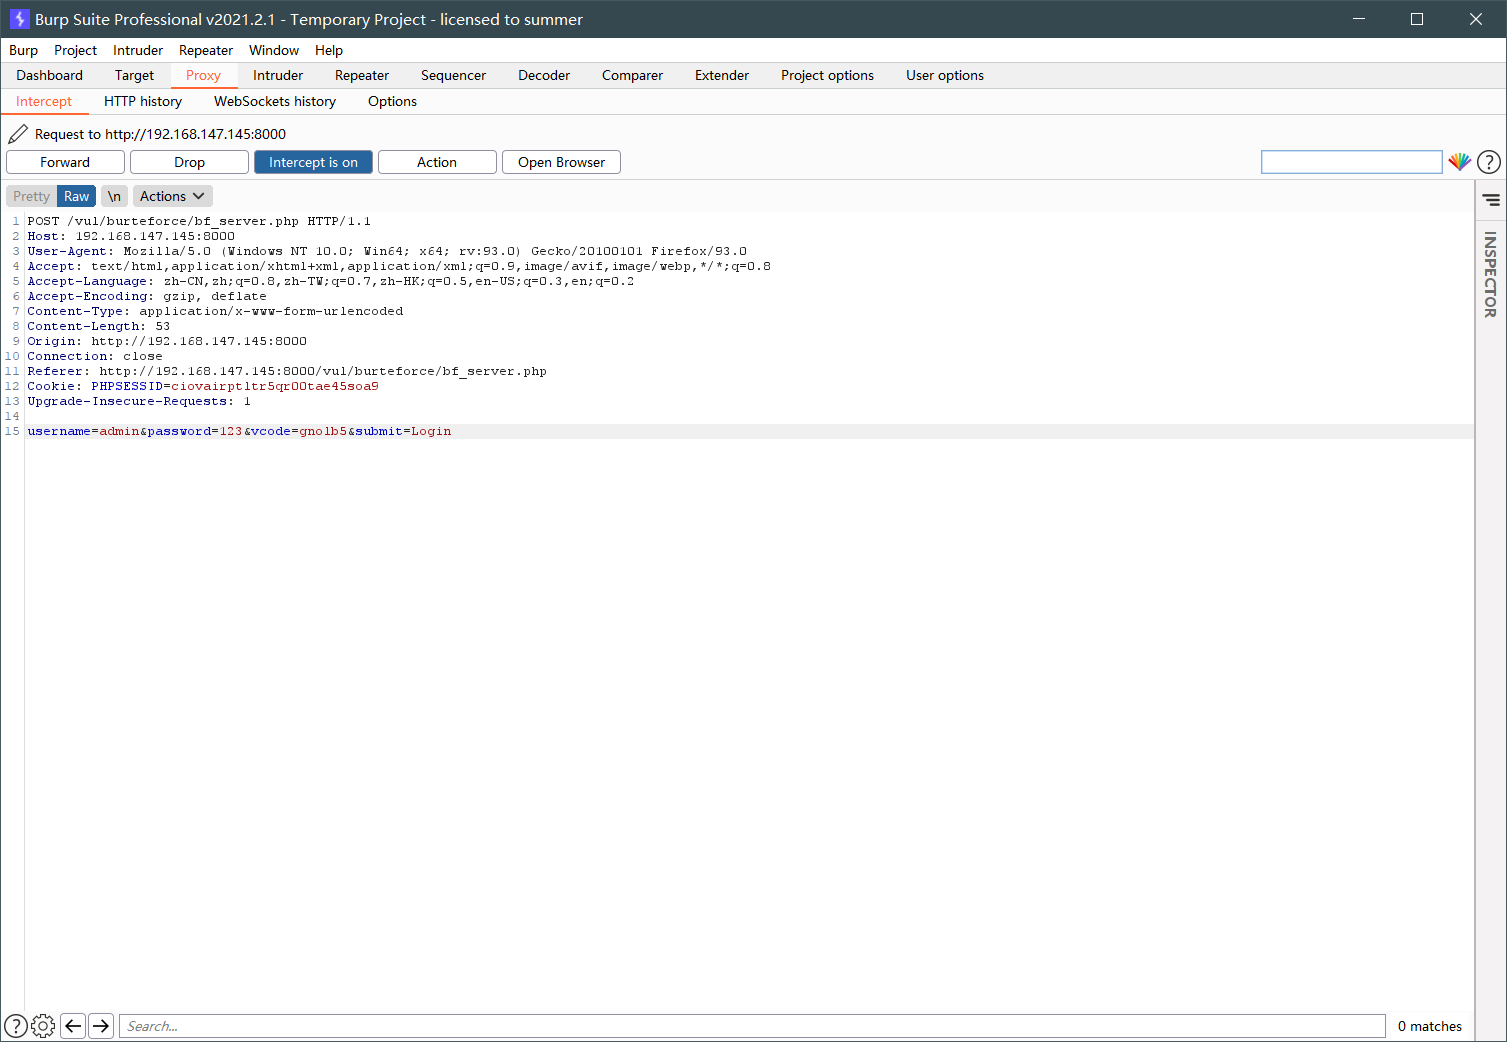 Burp Suite Professional v2021.2.1 - Temporary Project - licensed to summer
Burp Project Intruder Repeater Window Help
Dashboard Target Proxy Intruder Repeater Sequencer Decoder Comparer Extender Project options User options
Intercept HTTP history WebSockets history Options
Request to http://192.168.147.145:8000
Forward Drop Intercept is on Action Open Browser ?
Pretty Raw \n Actions
INSPECTOR
1 POST /vul/burteforce/bf_server.php HTTP/1.1
2 Host: 192.168.147.145:8000
3 User-Agent: Mozilla/5.0 (Windows NT 10.0; Win64; x64; rv:93.0) Gecko/20100101 Firefox/93.0
4 Accept: text/html,application/xhtml+xml,application/xml;q=0.9,image/avif,image/webp,*/*;q=0.8
5 Accept-Language: zh-CN,zh;q=0.8,zh-TW;q=0.7,zh-HK;q=0.5,en-US;q=0.3,en;q=0.2
6 Accept-Encoding: gzip, deflate
7 Content-Type: application/x-www-form-urlencoded
8 Content-Length: 53
9 Origin: http://192.168.147.145:8000
10 Connection: close
11 Referer: http://192.168.147.145:8000/vul/burteforce/bf_server.php
12 Cookie: PHPSESSID=ciovairptltr5qr00tae45soa9
13 Upgrade-Insecure-Requests: 1
14
15 username=admin&password=123&vcode=gnolb5&submit=Login
? Search... 0 matches